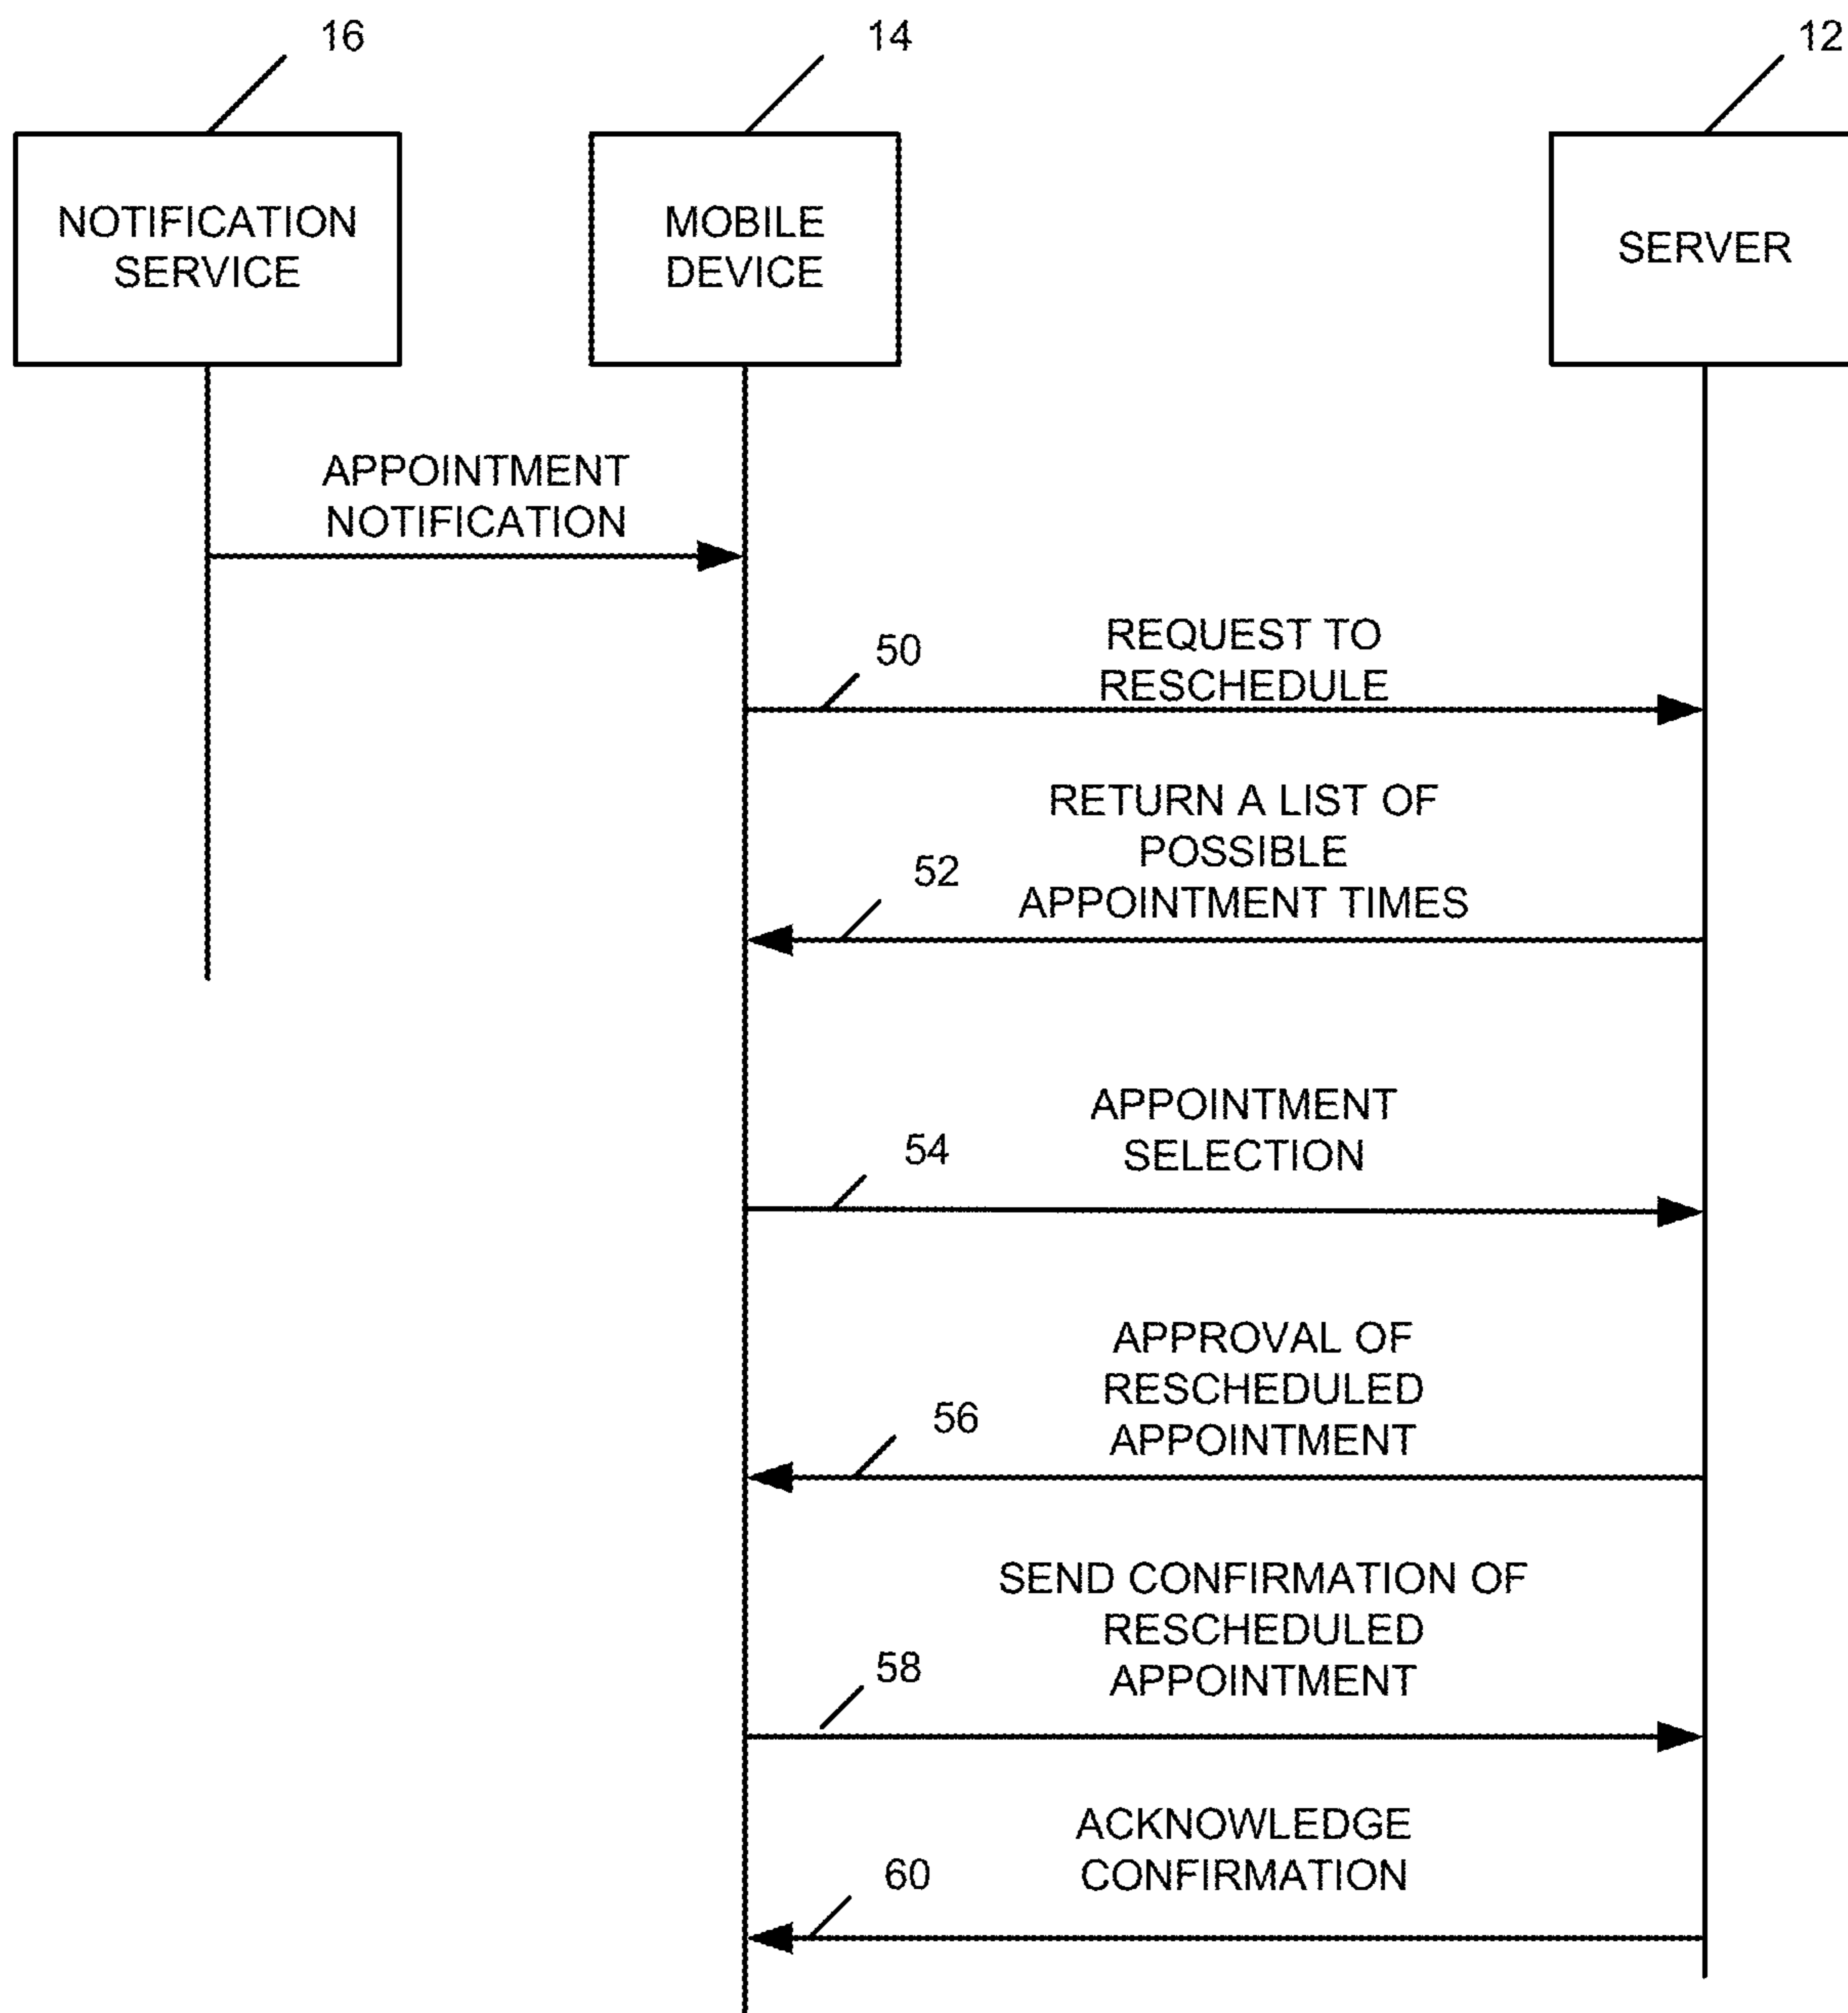 16
14
12
NOTIFICATION
SERVICE
MOBILE
DEVICE
SERVER
APPOINTMENT
NOTIFICATION
50
REQUEST TO
RESCHEDULE
RETURN A LIST OF
POSSIBLE
APPOINTMENT TIMES
52
APPOINTMENT
SELECTION
54
APPROVAL OF
RESCHEDULED
APPOINTMENT
56
SEND CONFIRMATION OF
RESCHEDULED
APPOINTMENT
58
ACKNOWLEDGE
CONFIRMATION
60